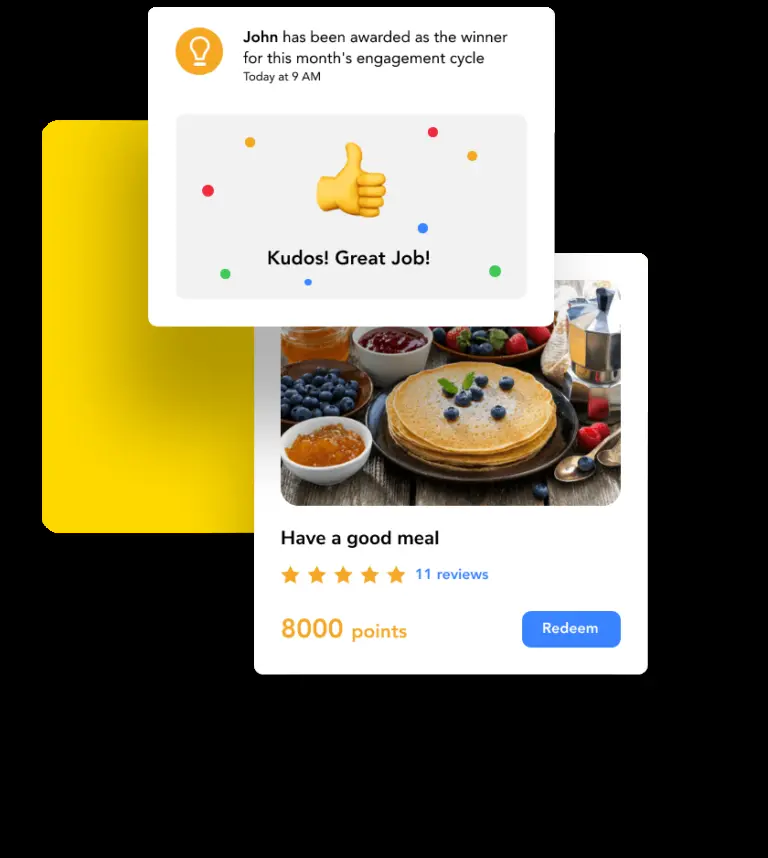 John has been awarded as the winner
for this month's engagement cycle
Today at 9 AM
Kudos! Great Job!
Have a good meal
11 reviews
8000 points
Redeem